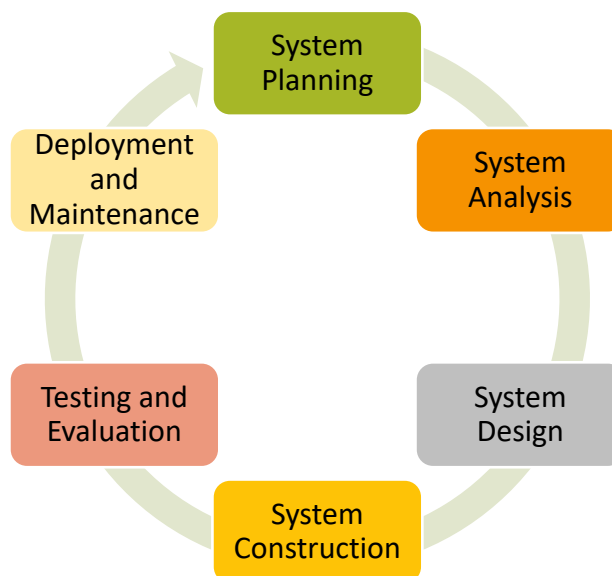 System
Planning
System
Analysis
System
Design
System
Construction
Testing and
Evaluation
Deployment
and
Maintenance